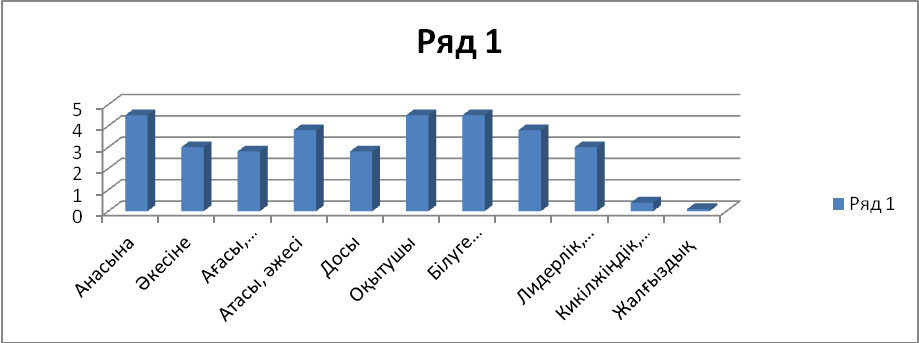 Ряд 1
5
4
3
2
1
0
Анасына
Әкесіне
Ағасы,...
Атасы, әжесі
Досы
Оқытушы
Білуге...
Лидерлік,...
Кикілжіңдік,...
Жалғыздық
Ряд 1